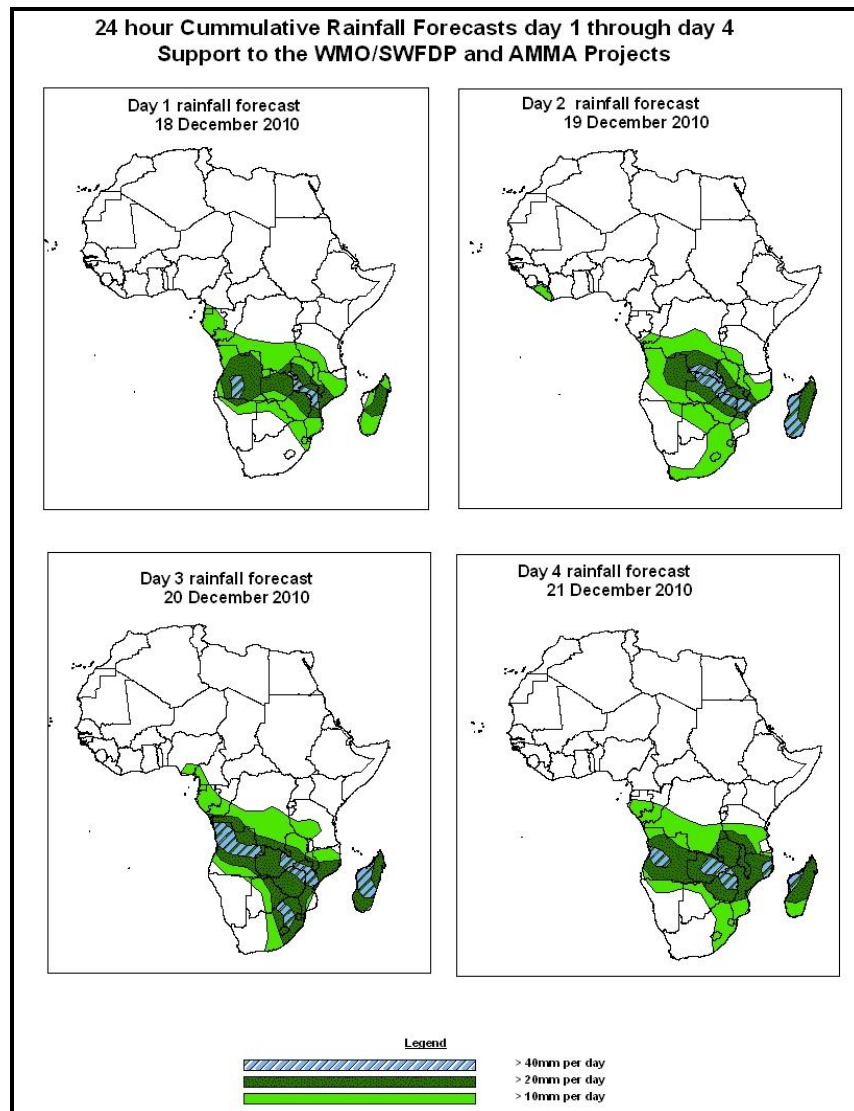 24 hour Cummulative Rainfall Forecasts day 1 through day 4
Support to the WMO/SWFDP and AMMA Projects
Day 1 rainfall forecast
18 December 2010
Day 2 rainfall forecast
19 December 2010
Day 3 rainfall forecast
20 December 2010
Day 4 rainfall forecast
21 December 2010
Legend
> 40mm per day
> 20mm per day
> 10mm per day